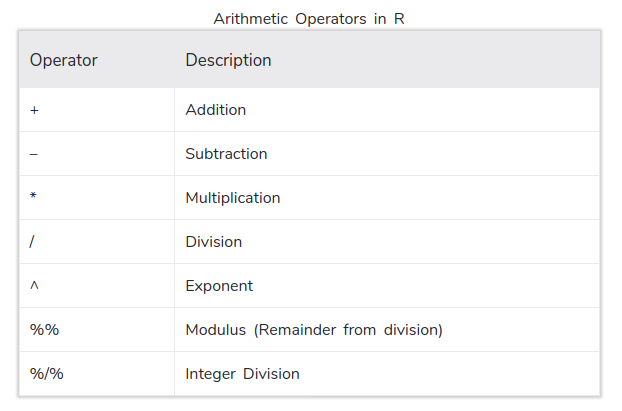 Arithmetic Operators in R
Operator Description
+ Addition
– Subtraction
* Multiplication
/ Division
^ Exponent
%% Modulus (Remainder from division)
%/% Integer Division